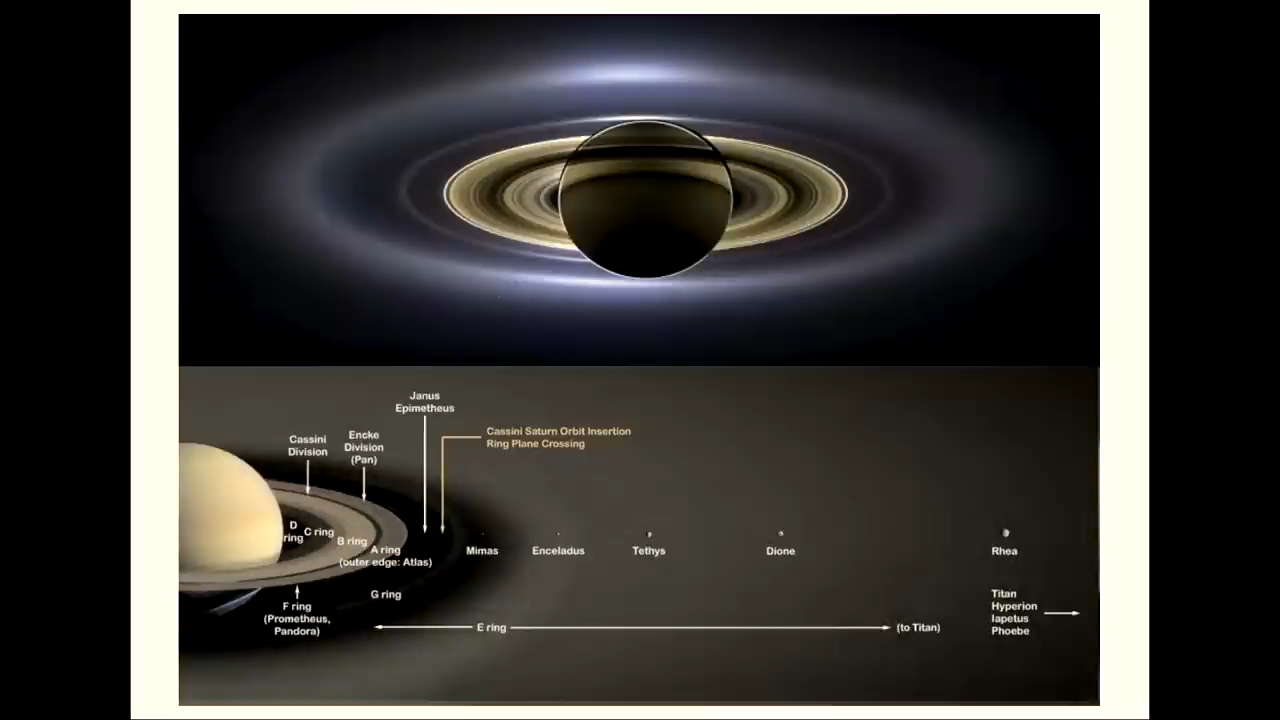 Janus
Epimetheus
Cassini Saturn Orbit Insertion
Ring Plane Crossing
Cassini
Division
Encke
Division
(Pan)
D
ring
C ring
B ring
A ring
(outer edge: Atlas)
Mimas
Enceladus
Tethys
Dione
Rhea
F ring
(Prometheus,
Pandora)
G ring
E ring
(to Titan)
Titan
Hyperion
Iapetus
Phoebe